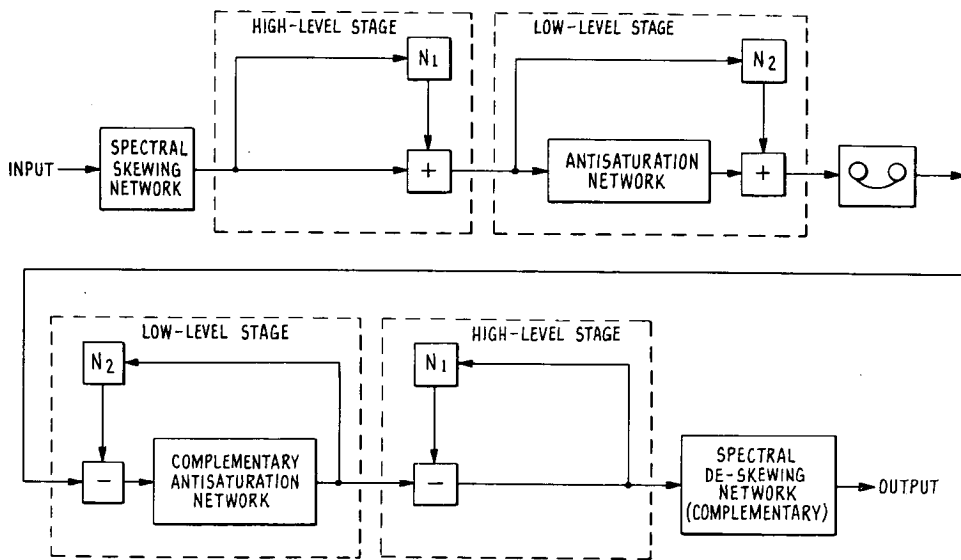 HIGH-LEVEL STAGE
LOW-LEVEL STAGE
N1
N2
INPUT
SPECTRAL
SKEWING
NETWORK
+
ANTISATURATION
NETWORK
+
LOW-LEVEL STAGE
HIGH-LEVEL STAGE
N2
N1
−
COMPLEMENTARY
ANTISATURATION
NETWORK
−
SPECTRAL
DE-SKEWING
NETWORK
(COMPLEMENTARY)
OUTPUT